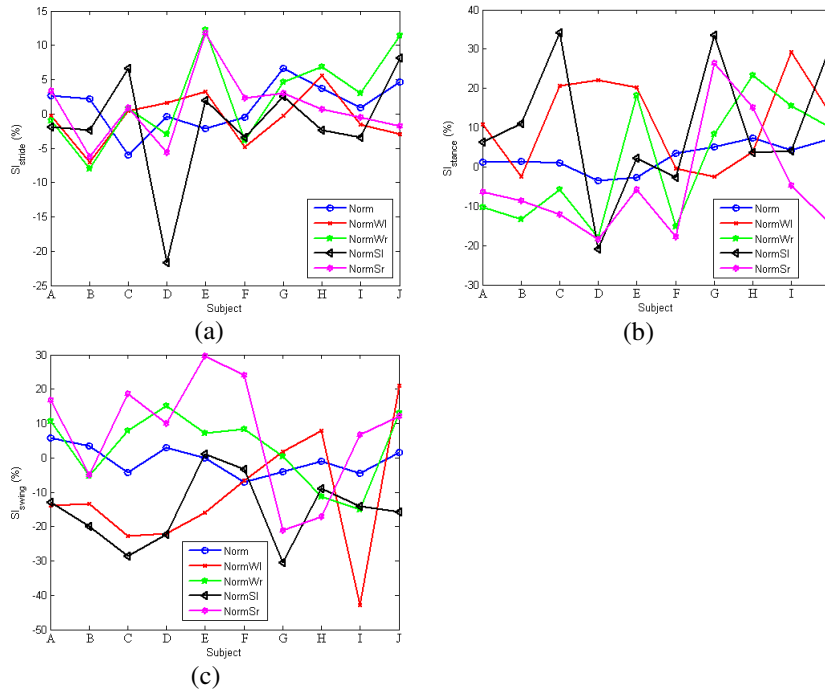 15
10
5
0
-5
-10
-15
-20
-25
SI_stride (%)
A B C D E F G H I J
Subject
Norm
NormWl
NormWr
NormSl
NormSr
(a)
40
30
20
10
0
-10
-20
-30
SI_stance (%)
A B C D E F G H I
Subject
Norm
NormWl
NormWr
NormSl
NormSr
(b)
30
20
10
0
-10
-20
-30
-40
-50
SI_swing (%)
A B C D E F G H I J
Subject
Norm
NormWl
NormWr
NormSl
NormSr
(c)